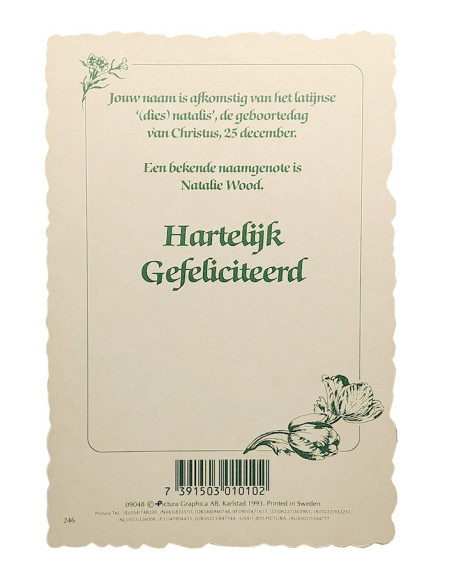 Jouw naam is afkomstig van het latijnse
'(dies) natalis', de geboortedag
van Christus, 25 december.
Een bekende naamgenote is
Natalie Wood.
Hartelijk
Gefeliciteerd
7 391503 010102
09048 © Pictura Graphica AB, Karlstad 1993. Printed in Sweden.
246